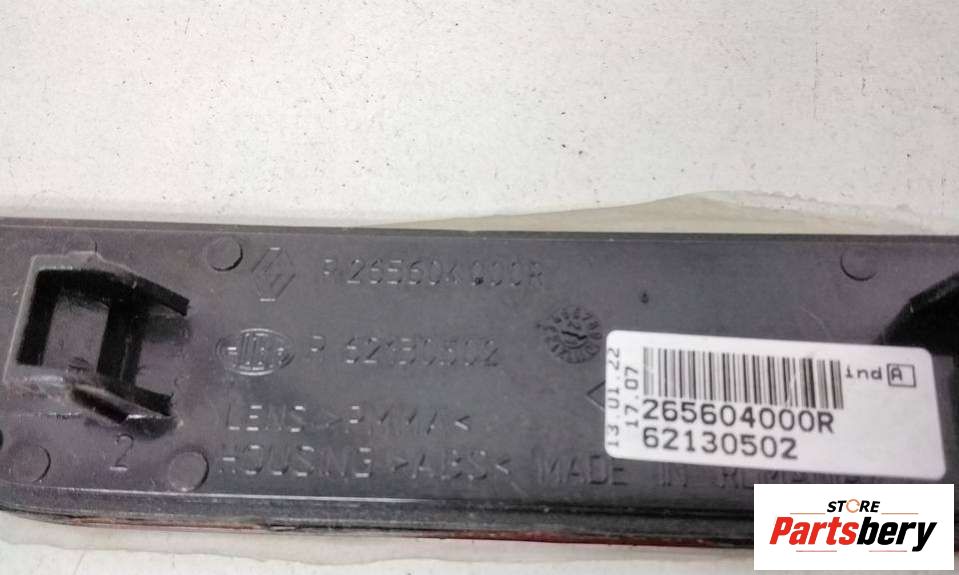 R 265604000R
ELBA
R 62130502
LENS >PMMA<
HOUSING >ABS< MADE IN
2
13.01.22
17.07
ind A
265604000R
62130502
STORE
Partsbery